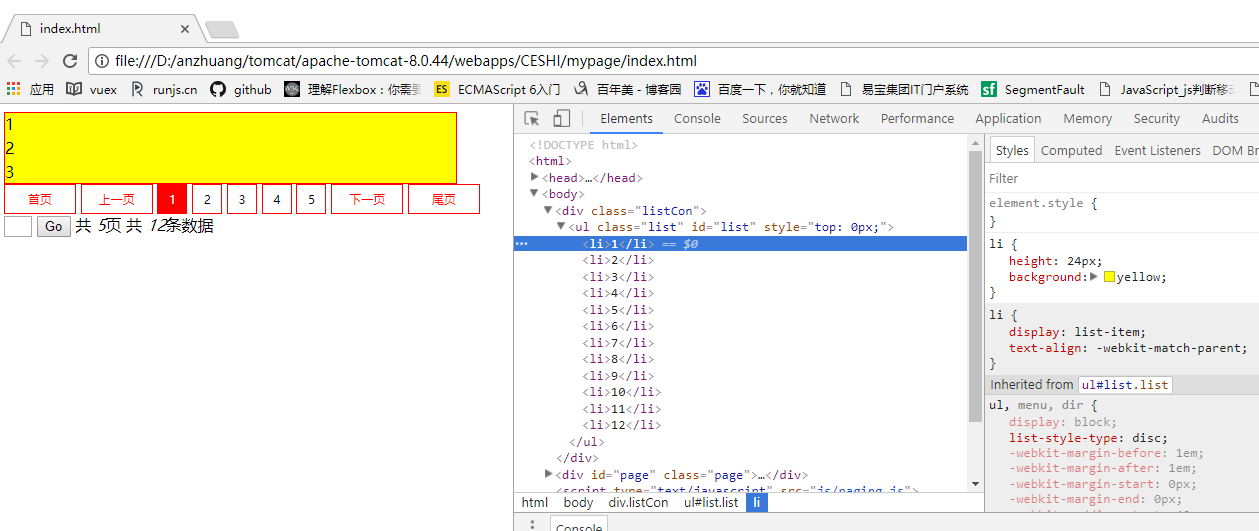 index.html
file:///D:/anzhuang/tomcat/apache-tomcat-8.0.44/webapps/CESHI/mypage/index.html
应用 vuex runjs.cn github 理解Flexbox：你需要 ES ECMAScript 6入门 百年美 - 博客园 百度一下，你就知道 易宝集团IT门户系统 sf SegmentFault JavaScript_js判断移
1
2
3
首页 上一页 1 2 3 4 5 下一页 尾页
Go 共 5页 共 12条数据
Elements Console Sources Network Performance Application Memory Security Audits
<!DOCTYPE html>
<html>
<head>…</head>
<body>
<div class="listCon">
<ul class="list" id="list" style="top: 0px;">
<li>1</li> == $0
<li>2</li>
<li>3</li>
<li>4</li>
<li>5</li>
<li>6</li>
<li>7</li>
<li>8</li>
<li>9</li>
<li>10</li>
<li>11</li>
<li>12</li>
</ul>
</div>
<div id="page" class="page">…</div>
<script type="text/javascript" src="js/paging.js">
html body div.listCon ul#list.list li
Console
Styles Computed Event Listeners DOM Br
Filter
element.style {
}
li {
height: 24px;
background: yellow;
}
li {
display: list-item;
text-align: -webkit-match-parent;
}
Inherited from ul#list.list
ul, menu, dir {
display: block;
list-style-type: disc;
-webkit-margin-before: 1em;
-webkit-margin-after: 1em;
-webkit-margin-start: 0px;
-webkit-margin-end: 0px;